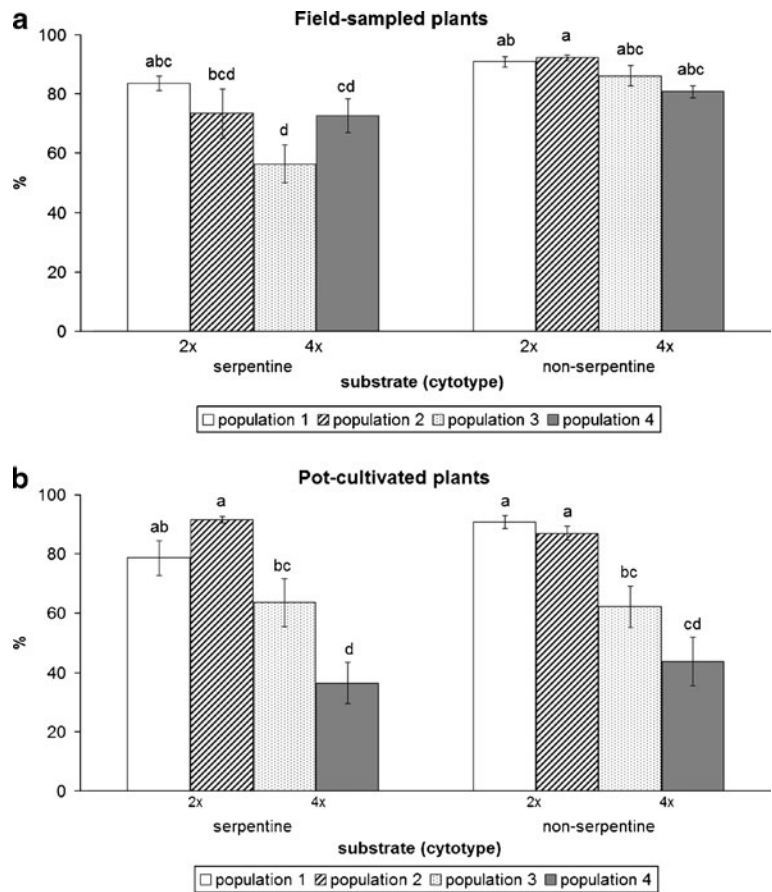 a
Field-sampled plants
100
80
60
40
20
0
%
abc
bcd
d
cd
ab
a
abc
abc
2x 4x 2x 4x
serpentine non-serpentine
substrate (cytotype)
population 1 population 2 population 3 population 4
b
Pot-cultivated plants
100
80
60
40
20
0
%
ab
a
bc
d
a
a
bc
cd
2x 4x 2x 4x
serpentine non-serpentine
substrate (cytotype)
population 1 population 2 population 3 population 4